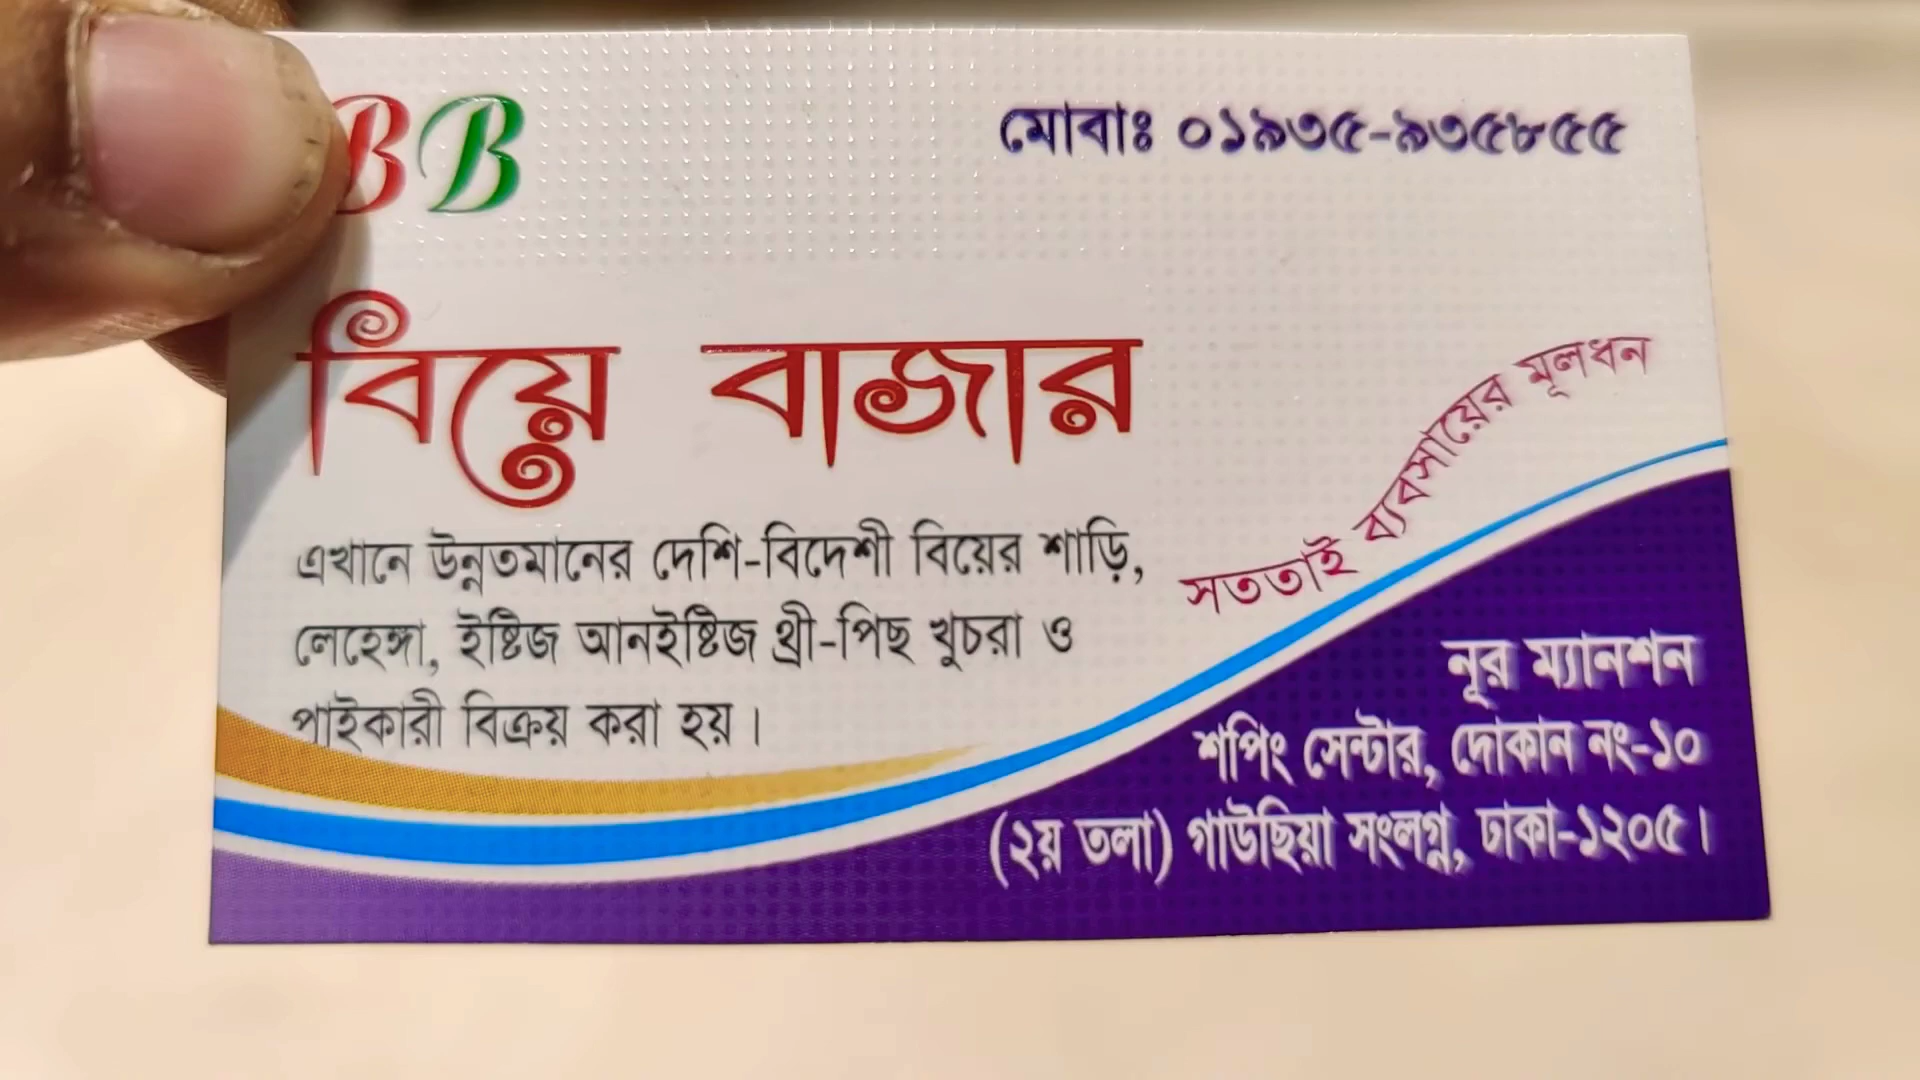 BB
মোবাঃ ০১৯৩৫-৯৩৫৮৫৫
বিয়ে বাজার
সততাই ব্যবসায়ের মূলধন
এখানে উন্নতমানের দেশি-বিদেশী বিয়ের শাড়ি,
লেহেঙ্গা, ইষ্টিজ আনইষ্টিজ থ্রী-পিছ খুচরা ও
পাইকারী বিক্রয় করা হয়।
নূর ম্যানশন
শপিং সেন্টার, দোকান নং-১০
(২য় তলা) গাউছিয়া সংলগ্ন, ঢাকা-১২০৫।